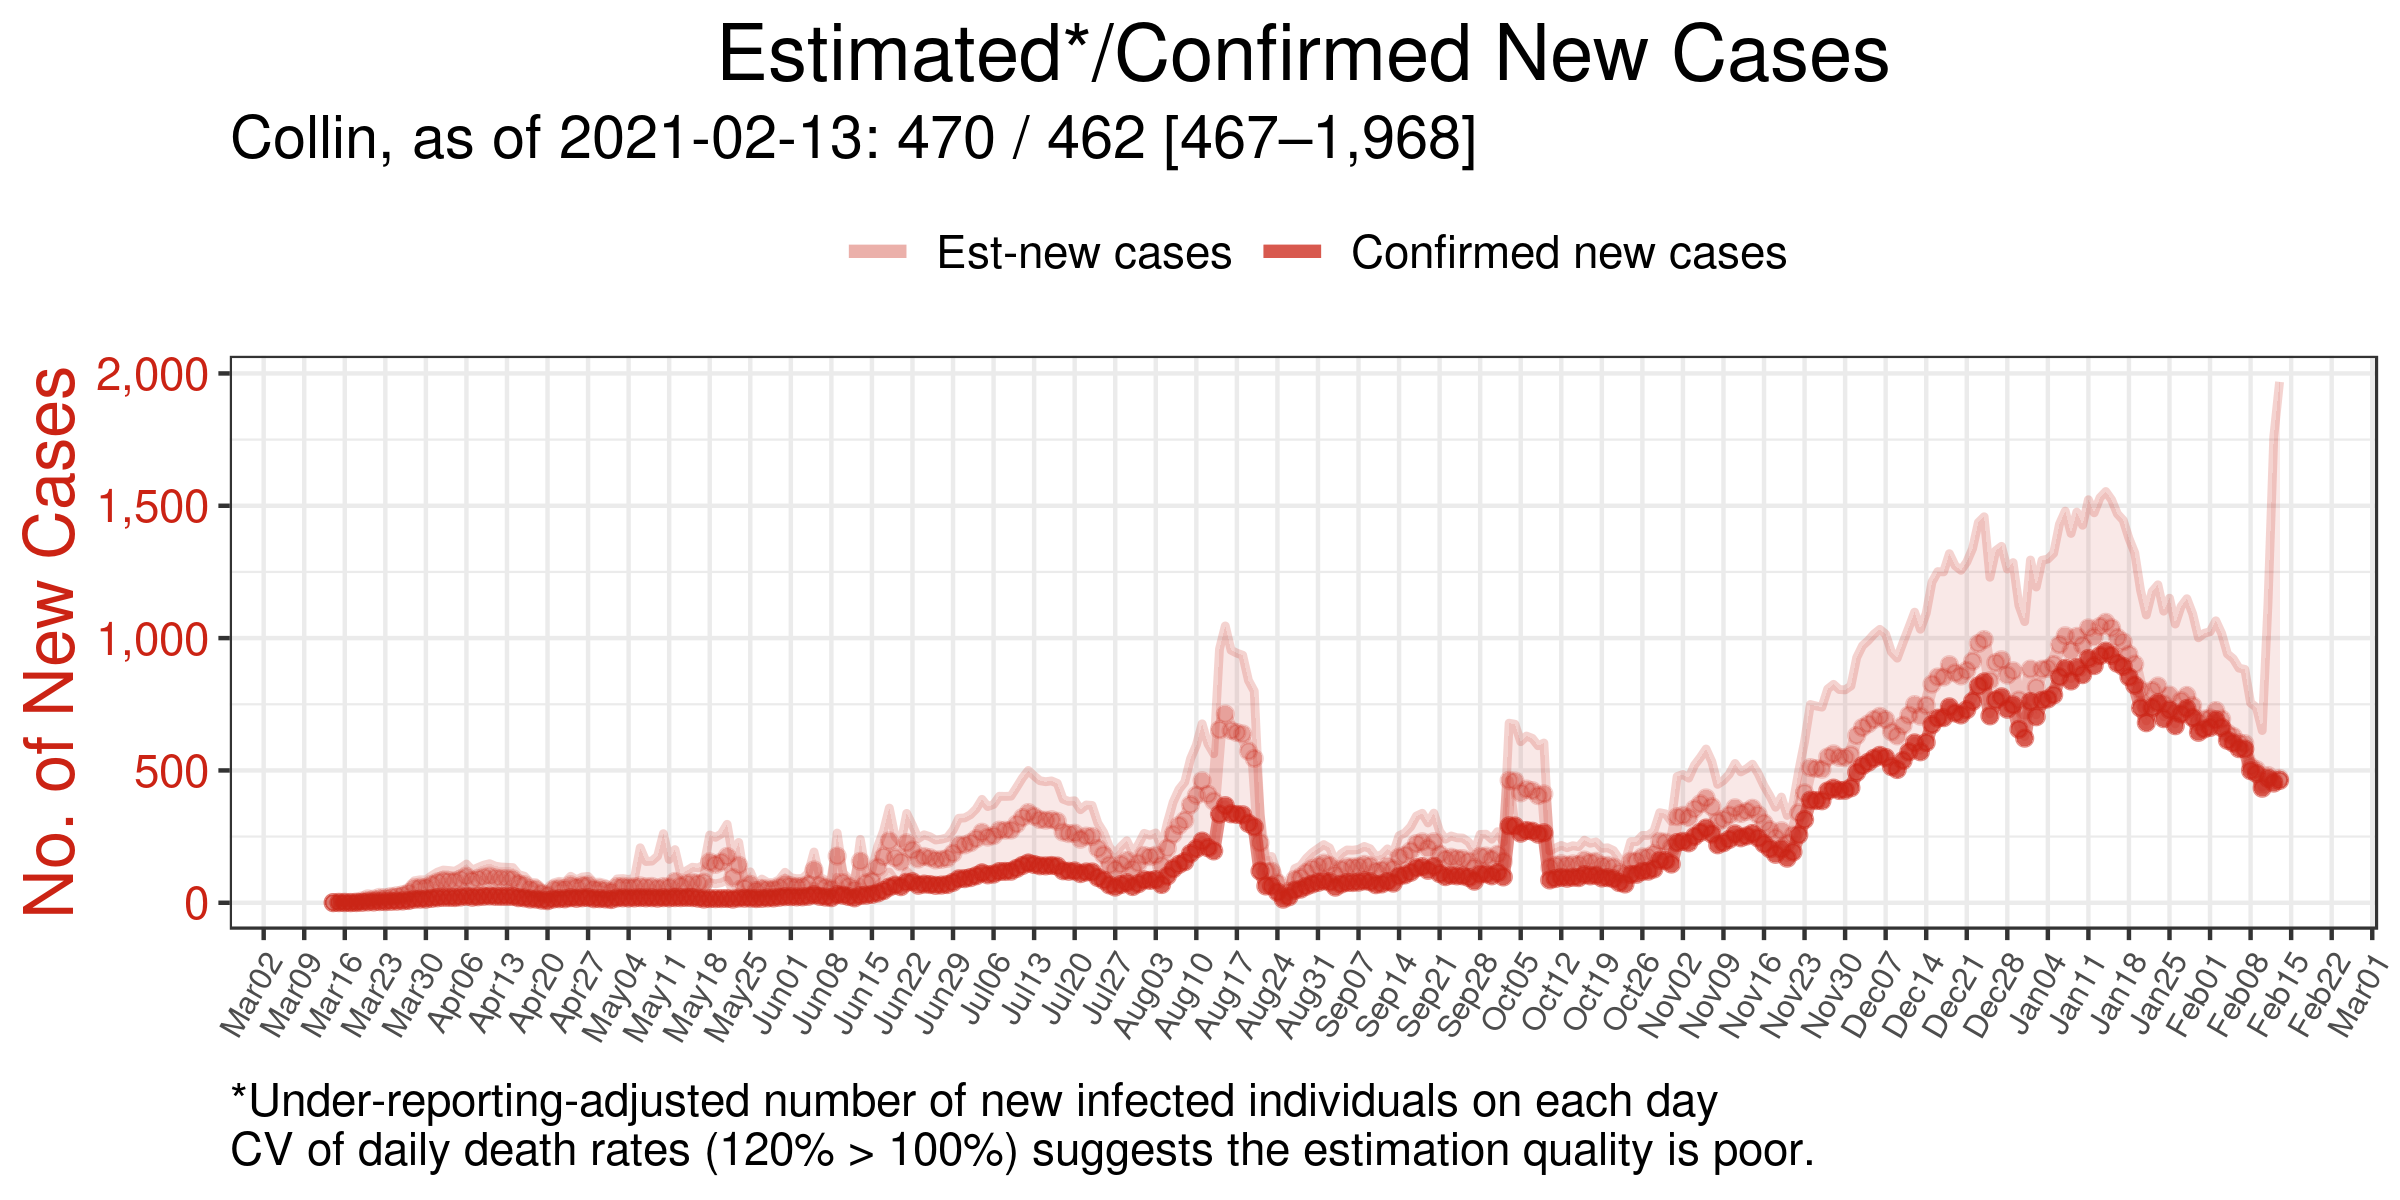 Estimated*/Confirmed New Cases
Collin, as of 2021-02-13: 470 / 462 [467–1,968]
Est-new cases Confirmed new cases
No. of New Cases
2,000
1,500
1,000
500
0
Mar02 Mar09 Mar16 Mar23 Mar30 Apr06 Apr13 Apr20 Apr27 May04 May11 May18 May25 Jun01 Jun08 Jun15 Jun22 Jun29 Jul06 Jul13 Jul20 Jul27 Aug03 Aug10 Aug17 Aug24 Aug31 Sep07 Sep14 Sep21 Sep28 Oct05 Oct12 Oct19 Oct26 Nov02 Nov09 Nov16 Nov23 Nov30 Dec07 Dec14 Dec21 Dec28 Jan04 Jan11 Jan18 Jan25 Feb01 Feb08 Feb15 Feb22 Mar01
*Under-reporting-adjusted number of new infected individuals on each day
CV of daily death rates (120% > 100%) suggests the estimation quality is poor.